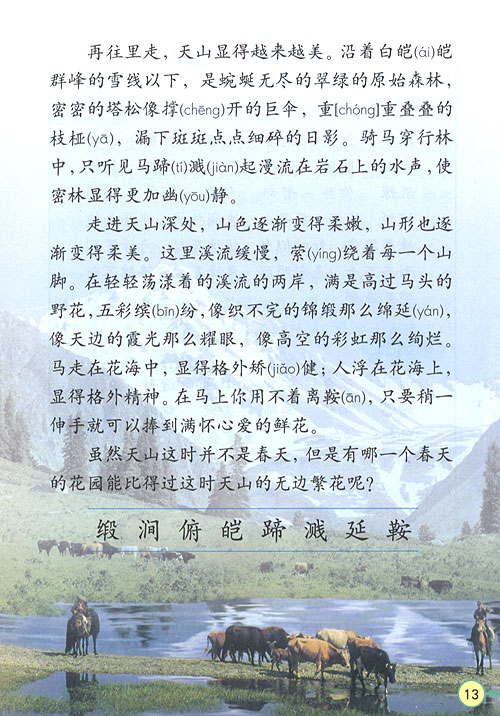 再往里走，天山显得越来越美。沿着白皑(ái)皑
群峰的雪线以下，是蜿蜒无尽的翠绿的原始森林，
密密的塔松像撑(chēng)开的巨伞，重[chóng]重叠叠的
枝桠(yā)，漏下斑斑点点细碎的日影。骑马穿行林
中，只听见马蹄(tí)溅(jiàn)起漫流在岩石上的水声，使
密林显得更加幽(yōu)静。
走进天山深处，山色逐渐变得柔嫩，山形也逐
渐变得柔美。这里溪流缓慢，萦(yíng)绕着每一个山
脚。在轻轻荡漾着的溪流的两岸，满是高过马头的
野花，五彩缤(bīn)纷，像织不完的锦缎那么绵延(yán)，
像天边的霞光那么耀眼，像高空的彩虹那么绚烂。
马走在花海中，显得格外矫(jiǎo)健；人浮在花海上，
显得格外精神。在马上你用不着离鞍(ān)，只要稍一
伸手就可以捧到满怀心爱的鲜花。
虽然天山这时并不是春天，但是有哪一个春天
的花园能比得过这时天山的无边繁花呢？
缎 涧 俯 皑 蹄 溅 延 鞍
13